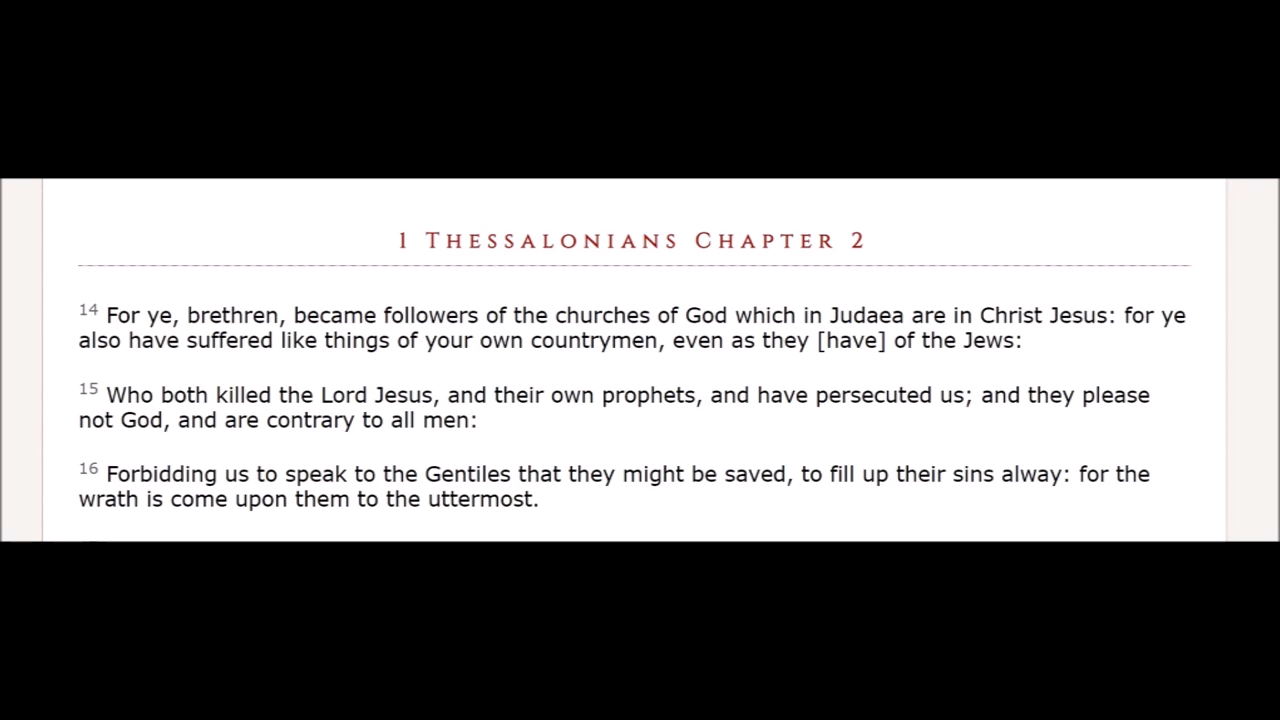 1 Thessalonians Chapter 2
14 For ye, brethren, became followers of the churches of God which in Judaea are in Christ Jesus: for ye
also have suffered like things of your own countrymen, even as they [have] of the Jews:
15 Who both killed the Lord Jesus, and their own prophets, and have persecuted us; and they please
not God, and are contrary to all men:
16 Forbidding us to speak to the Gentiles that they might be saved, to fill up their sins alway: for the
wrath is come upon them to the uttermost.